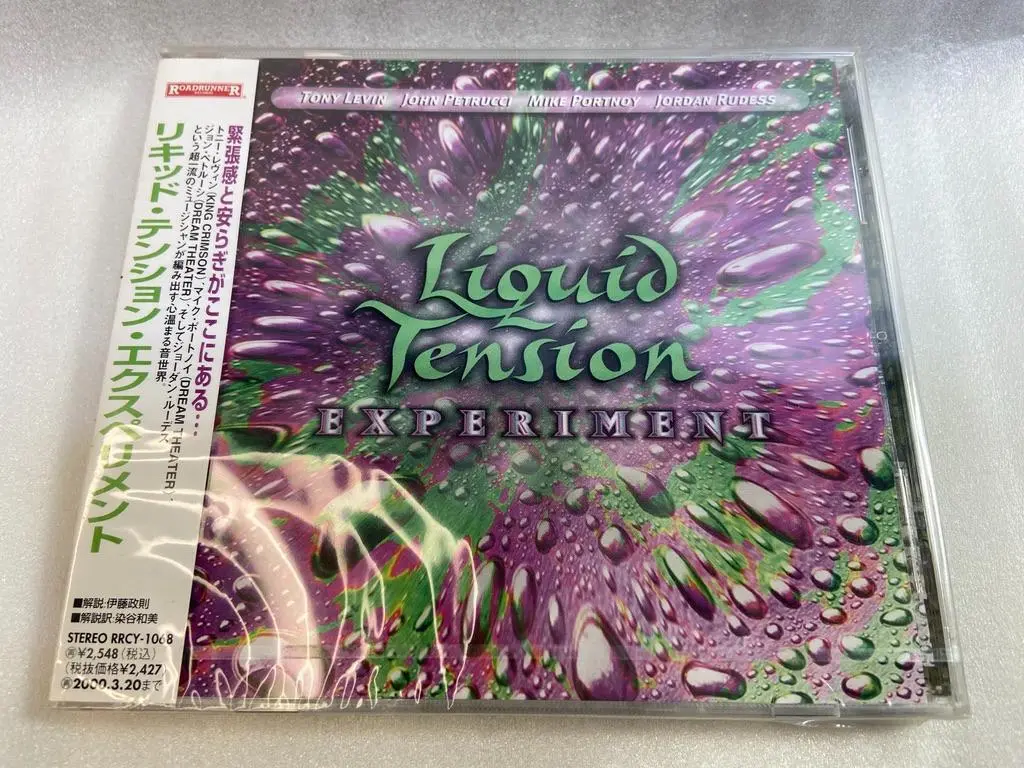 ROADRUNNER
RECORDS
緊張感と安らぎがここにある…
トニー・レヴィン(KING CRIMSON)、マイク・ポートノイ(DREAM THEATER)、
ジョン・ペトルーシ(DREAM THEATER)、そしてジョーダン・ルーデス
という超一流のミュージシャンが編み出す心温まる音世界。
リキッド・テンション・エクスペリメント
■解説:伊藤政則
■解説訳:染谷和美
STEREO RRCY-1068
再¥2,548(税込)
(税抜価格¥2,427)
再2000.3.20まで
TONY LEVIN JOHN PETRUCCI MIKE PORTNOY JORDAN RUDESS
Liquid
Tension
EXPERIMENT